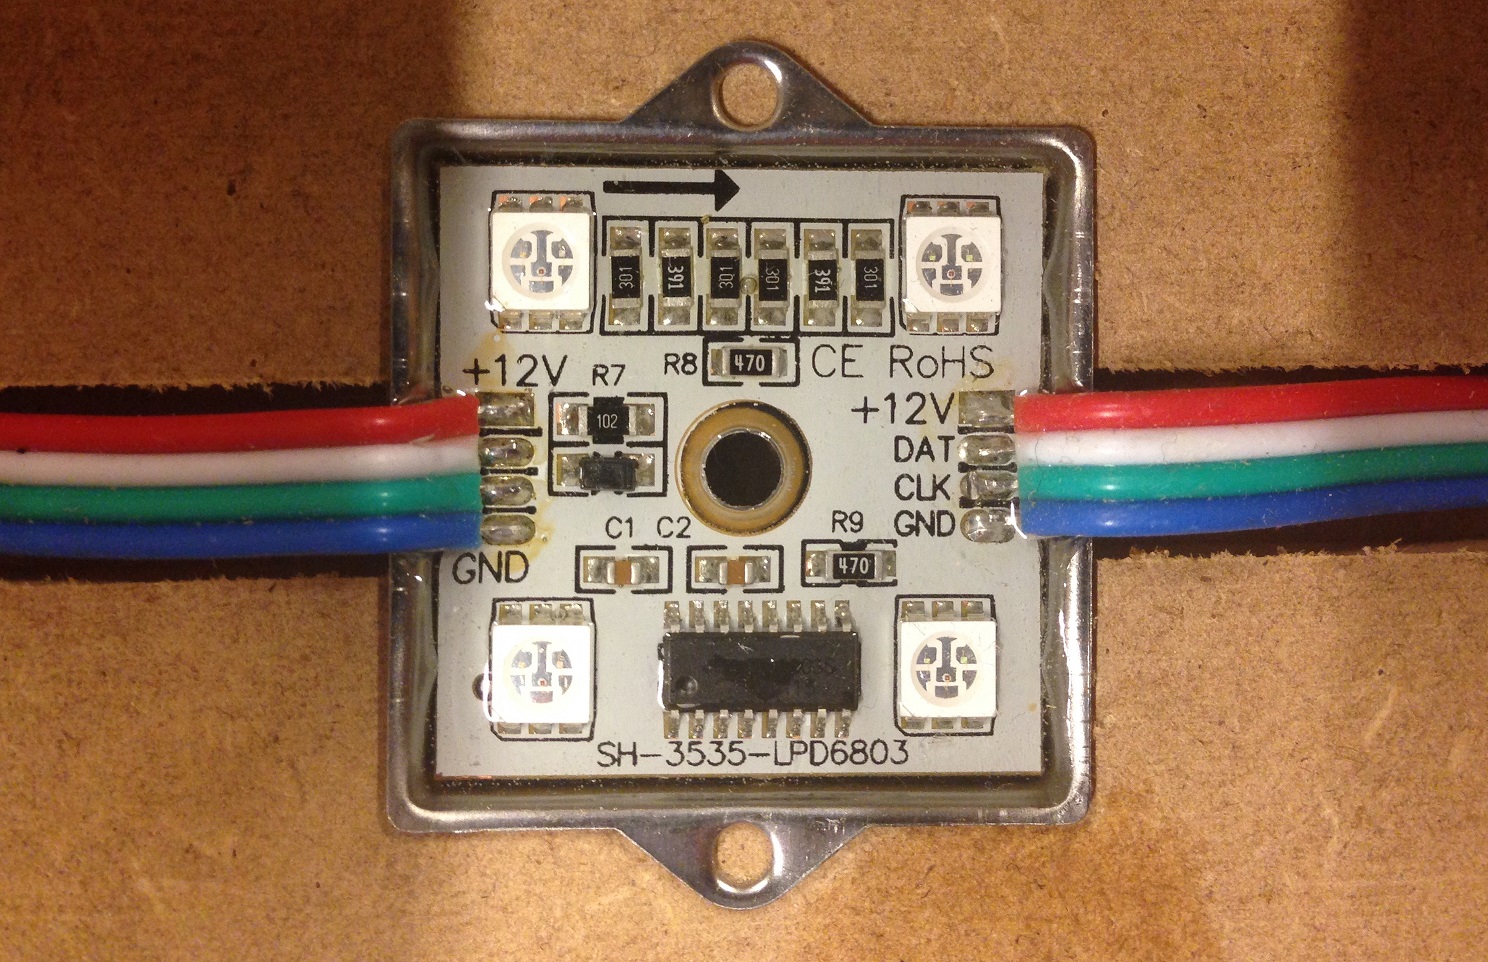 301 391 301 301 391 301
+12V R7 R8 470 CE RoHS
102
+12V
DAT
CLK
GND
C1 C2 R9
470
GND
SH-3535-LPD6803